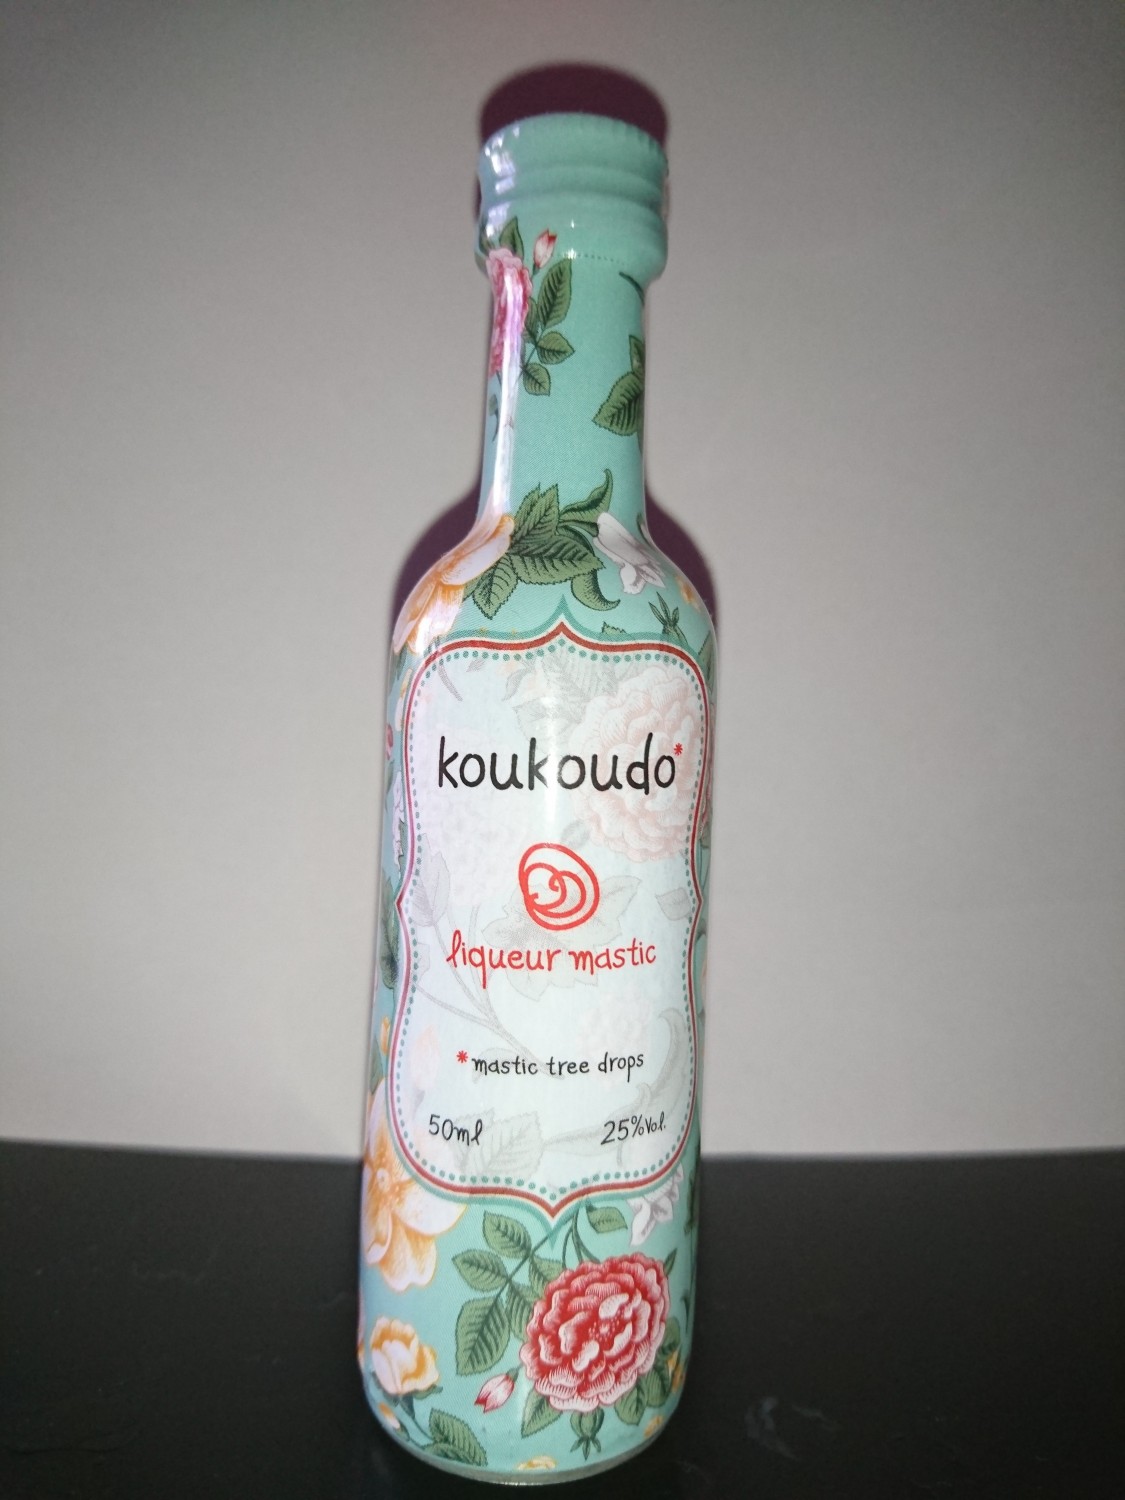 koukoudo*
liqueur mastic
*mastic tree drops
50ml 25%Vol.